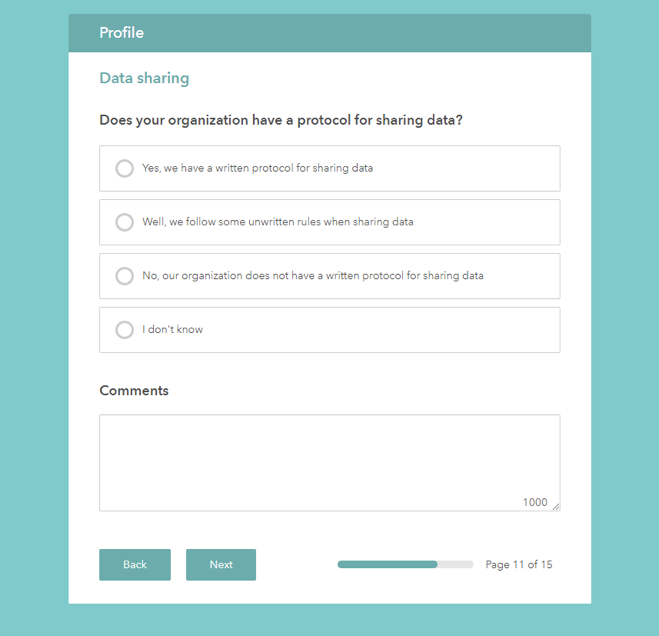 Profile
Data sharing
Does your organization have a protocol for sharing data?
Yes, we have a written protocol for sharing data
Well, we follow some unwritten rules when sharing data
No, our organization does not have a written protocol for sharing data
I don't know
Comments
1000
Back
Next
Page 11 of 15